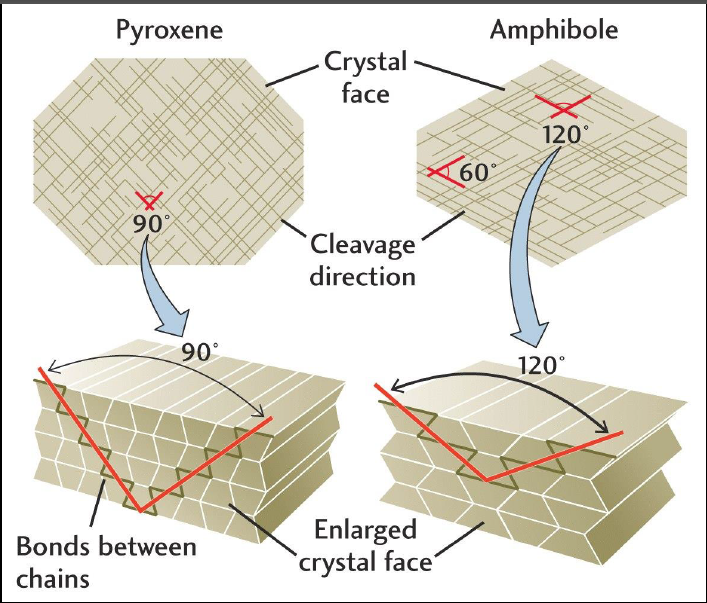 Pyroxene
Amphibole
Crystal
face
90°
120°
60°
Cleavage
direction
90°
120°
Bonds between
chains
Enlarged
crystal face